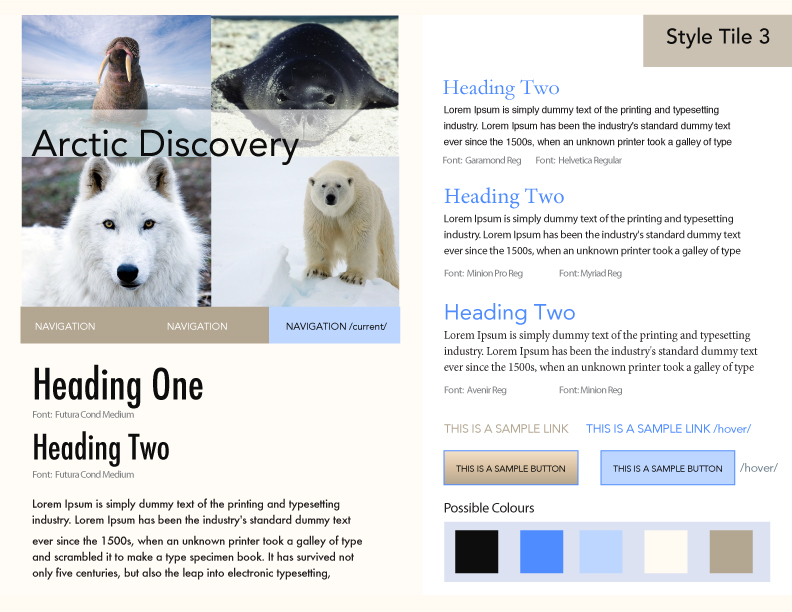 Arctic Discovery
NAVIGATION
NAVIGATION
NAVIGATION /current/
Heading One
Font: Futura Cond Medium
Heading Two
Font: Futura Cond Medium
Lorem Ipsum is simply dummy text of the printing and typesetting
industry. Lorem Ipsum has been the industry's standard dummy text
ever since the 1500s, when an unknown printer took a galley of type
and scrambled it to make a type specimen book. It has survived not
only five centuries, but also the leap into electronic typesetting,
Style Tile 3
Heading Two
Lorem Ipsum is simply dummy text of the printing and typesetting
industry. Lorem Ipsum has been the industry's standard dummy text
ever since the 1500s, when an unknown printer took a galley of type
Font: Garamond Reg Font: Helvetica Regular
Heading Two
Lorem Ipsum is simply dummy text of the printing and typesetting
industry. Lorem Ipsum has been the industry's standard dummy text
ever since the 1500s, when an unknown printer took a galley of type
Font: Minion Pro Reg Font: Myriad Reg
Heading Two
Lorem Ipsum is simply dummy text of the printing and typesetting
industry. Lorem Ipsum has been the industry's standard dummy text
ever since the 1500s, when an unknown printer took a galley of type
Font: Avenir Reg Font: Minion Reg
THIS IS A SAMPLE LINK THIS IS A SAMPLE LINK /hover/
THIS IS A SAMPLE BUTTON THIS IS A SAMPLE BUTTON /hover/
Possible Colours